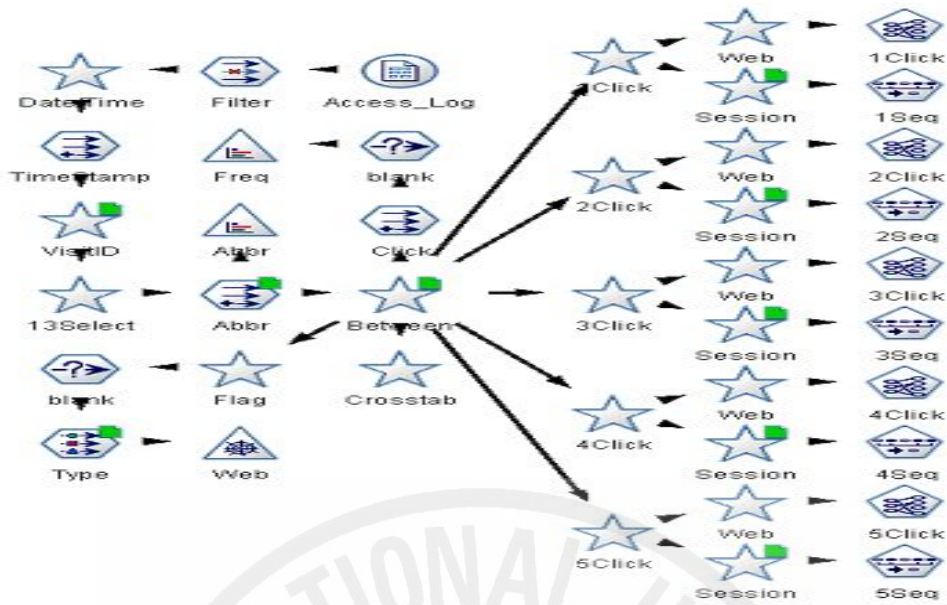 DateTime Filter Access_Log
TimeStamp Freq blank
VisitID Abbr Click
13Select Abbr Between
blank Flag Crosstab
Type Web
1Click
Web 1Click
Session 1Seq
2Click
Web 2Click
Session 2Seq
3Click
Web 3Click
Session 3Seq
4Click
Web 4Click
Session 4Seq
5Click
Web 5Click
Session 5Seq